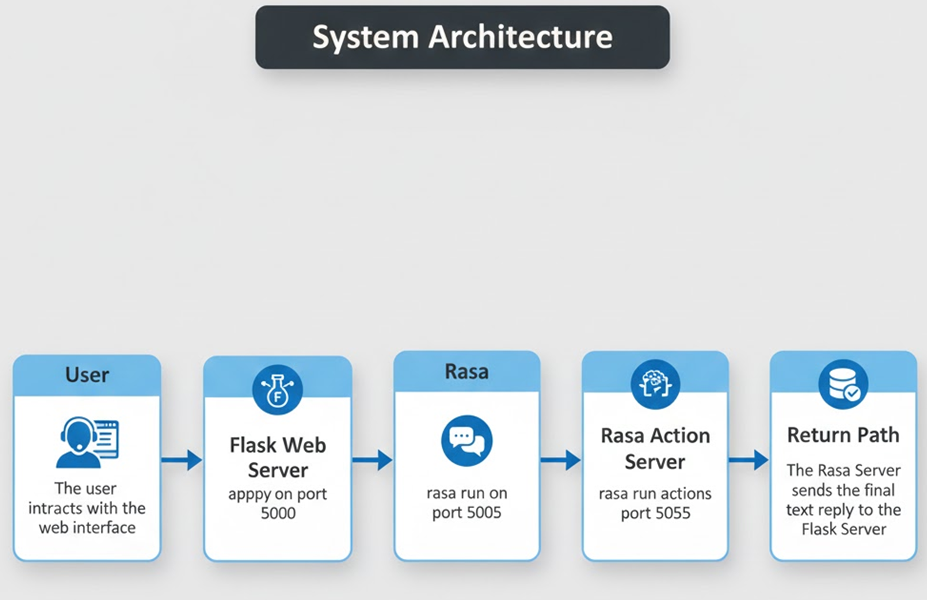 System Architecture
User
The user
intracts with the
web interface
F
Flask Web
Server
apppy on port
5000
Rasa
rasa run on
port 5005
Rasa Action
Server
rasa run actions
port 5055
Return Path
The Rasa Server
sends the final
text reply to the
Flask Server